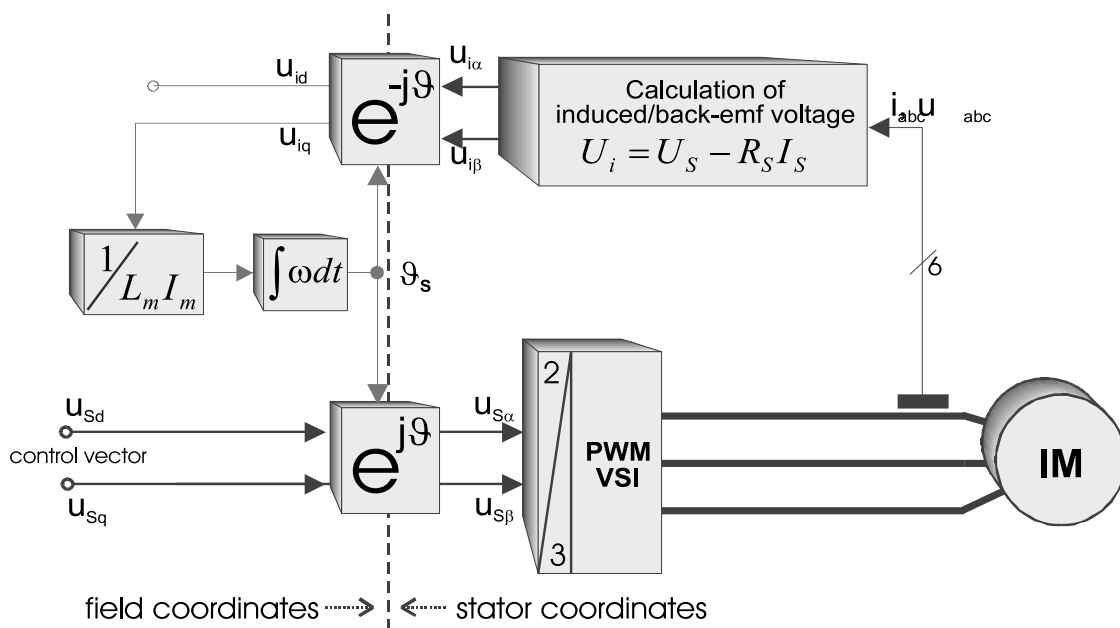 u_id
u_iq
e^-jϑ
u_iα
u_iβ
Calculation of
induced/back-emf voltage
U_i = U_S − R_S I_S
i_abc, u_abc
1/L_m I_m
∫ωdt
ϑ_s
6
u_Sd
control vector
u_Sq
e^jϑ
u_Sα
u_Sβ
2
3
PWM
VSI
IM
field coordinates
stator coordinates